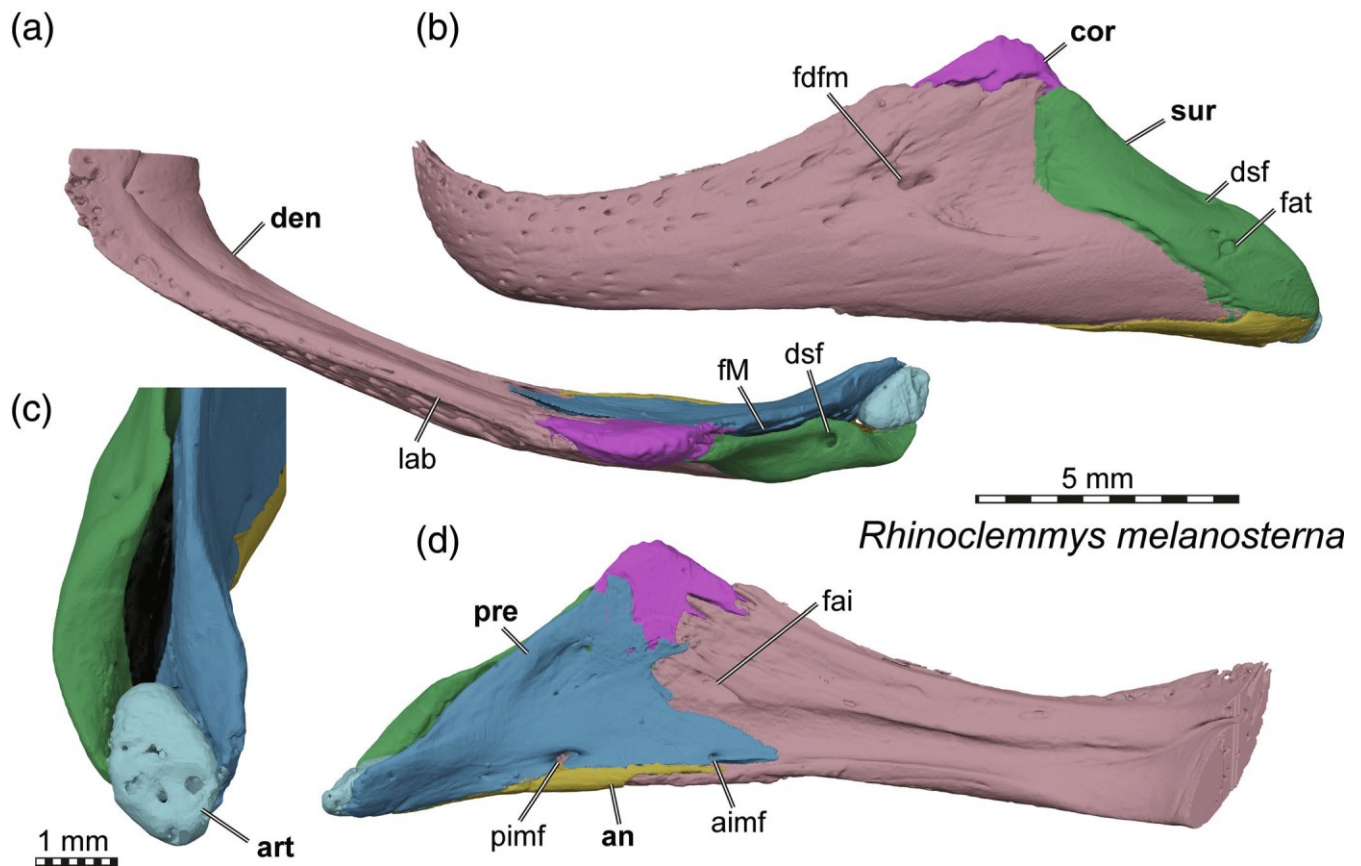 (a)
(b)
cor
fdfm
sur
dsf
fat
den
fM
dsf
lab
(c)
5 mm
Rhinoclemmys melanosterna
(d)
pre
fai
pimf
an
aimf
art
1 mm